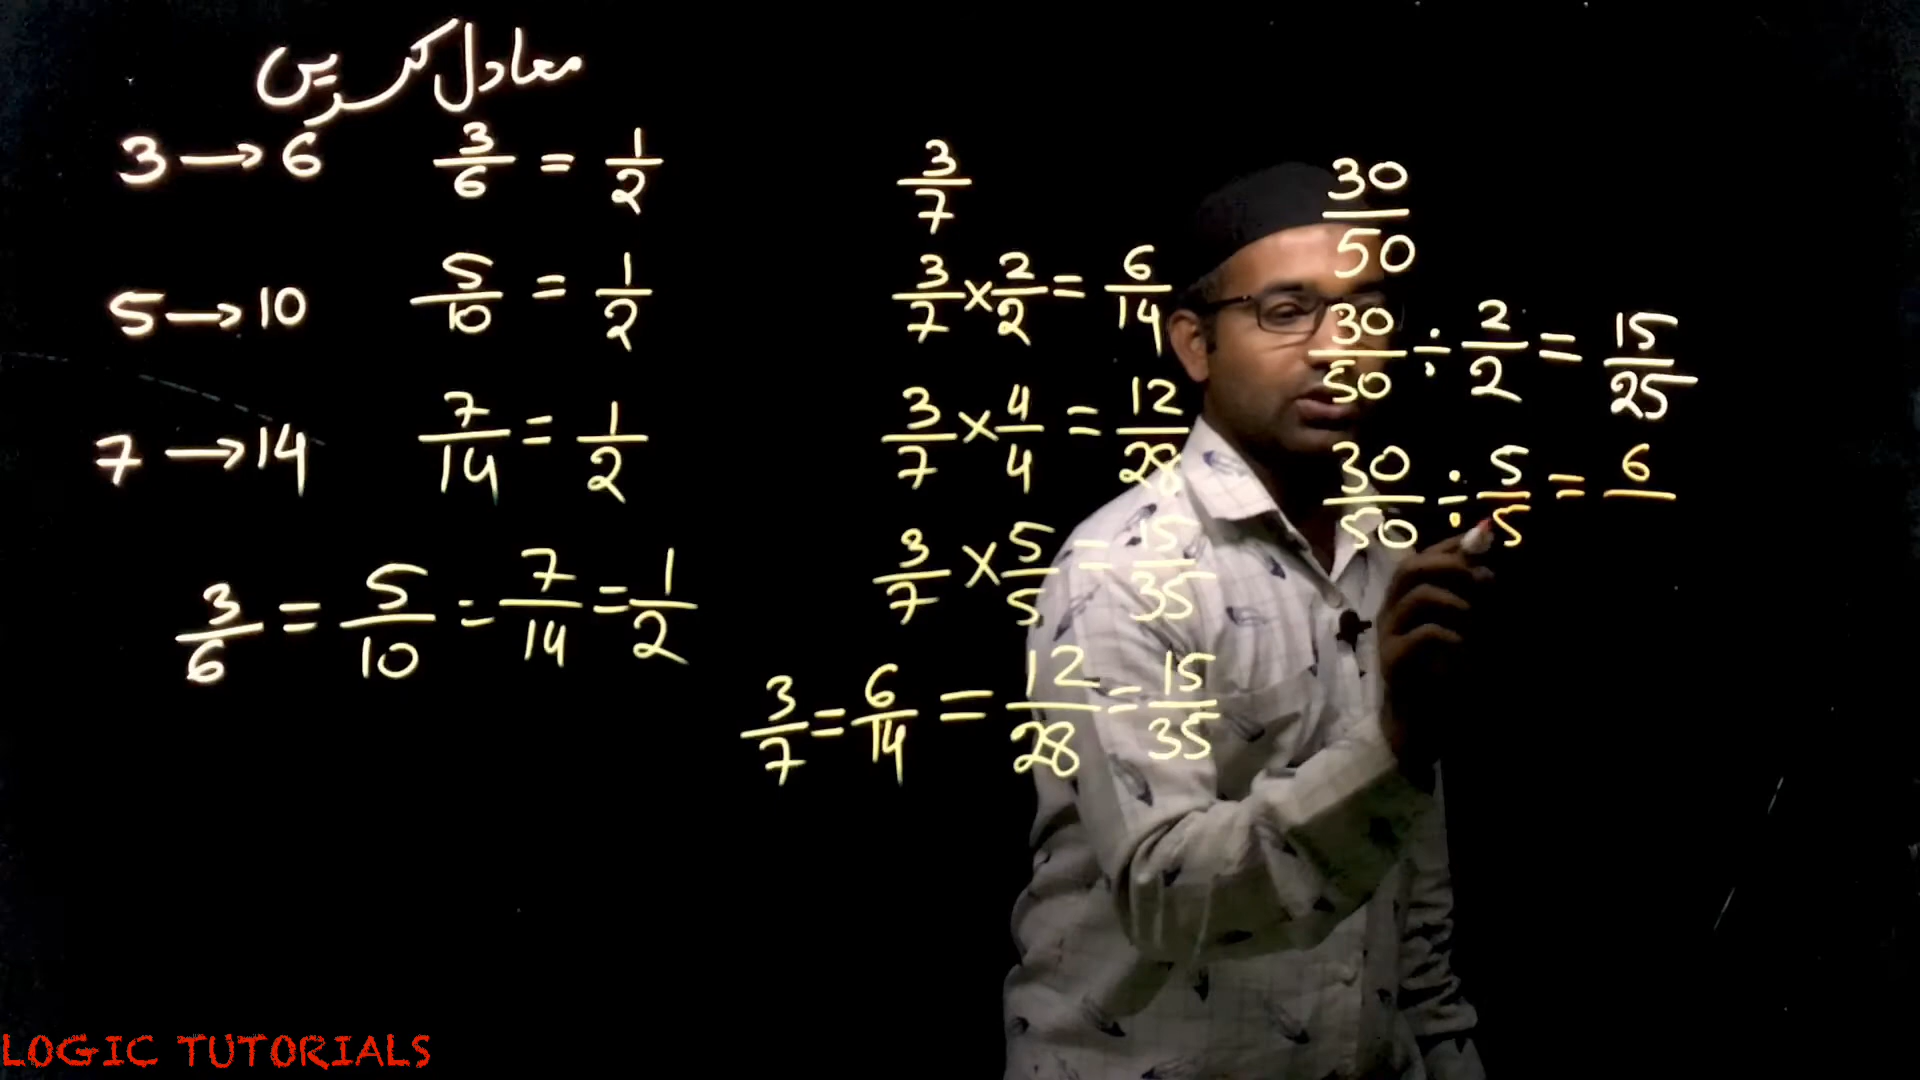 معادل کسریں
3 → 6 3/6 = 1/2
5 → 10 5/10 = 1/2
7 → 14 7/14 = 1/2
3/6 = 5/10 = 7/14 = 1/2
3/7
3/7 × 2/2 = 6/14
3/7 × 4/4 = 12/28
3/7 × 5/5 = 15/35
3/7 = 6/14 = 12/28 = 15/35
30/50
30/50 ÷ 2/2 = 15/25
30/50 ÷ 5/5 = 6/
LOGIC TUTORIALS